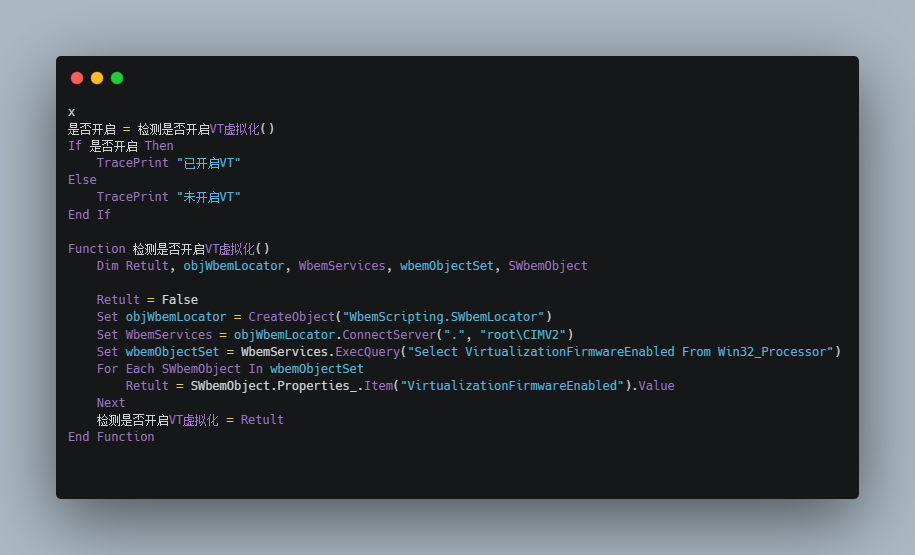 x
是否开启 = 检测是否开启VT虚拟化()
If 是否开启 Then
    TracePrint "已开启VT"
Else
    TracePrint "未开启VT"
End If

Function 检测是否开启VT虚拟化()
    Dim Retult, objWbemLocator, WbemServices, wbemObjectSet, SWbemObject

    Retult = False
    Set objWbemLocator = CreateObject("WbemScripting.SWbemLocator")
    Set WbemServices = objWbemLocator.ConnectServer(".", "root\CIMV2")
    Set wbemObjectSet = WbemServices.ExecQuery("Select VirtualizationFirmwareEnabled From Win32_Processor")
    For Each SWbemObject In wbemObjectSet
        Retult = SWbemObject.Properties_.Item("VirtualizationFirmwareEnabled").Value
    Next
    检测是否开启VT虚拟化 = Retult
End Function